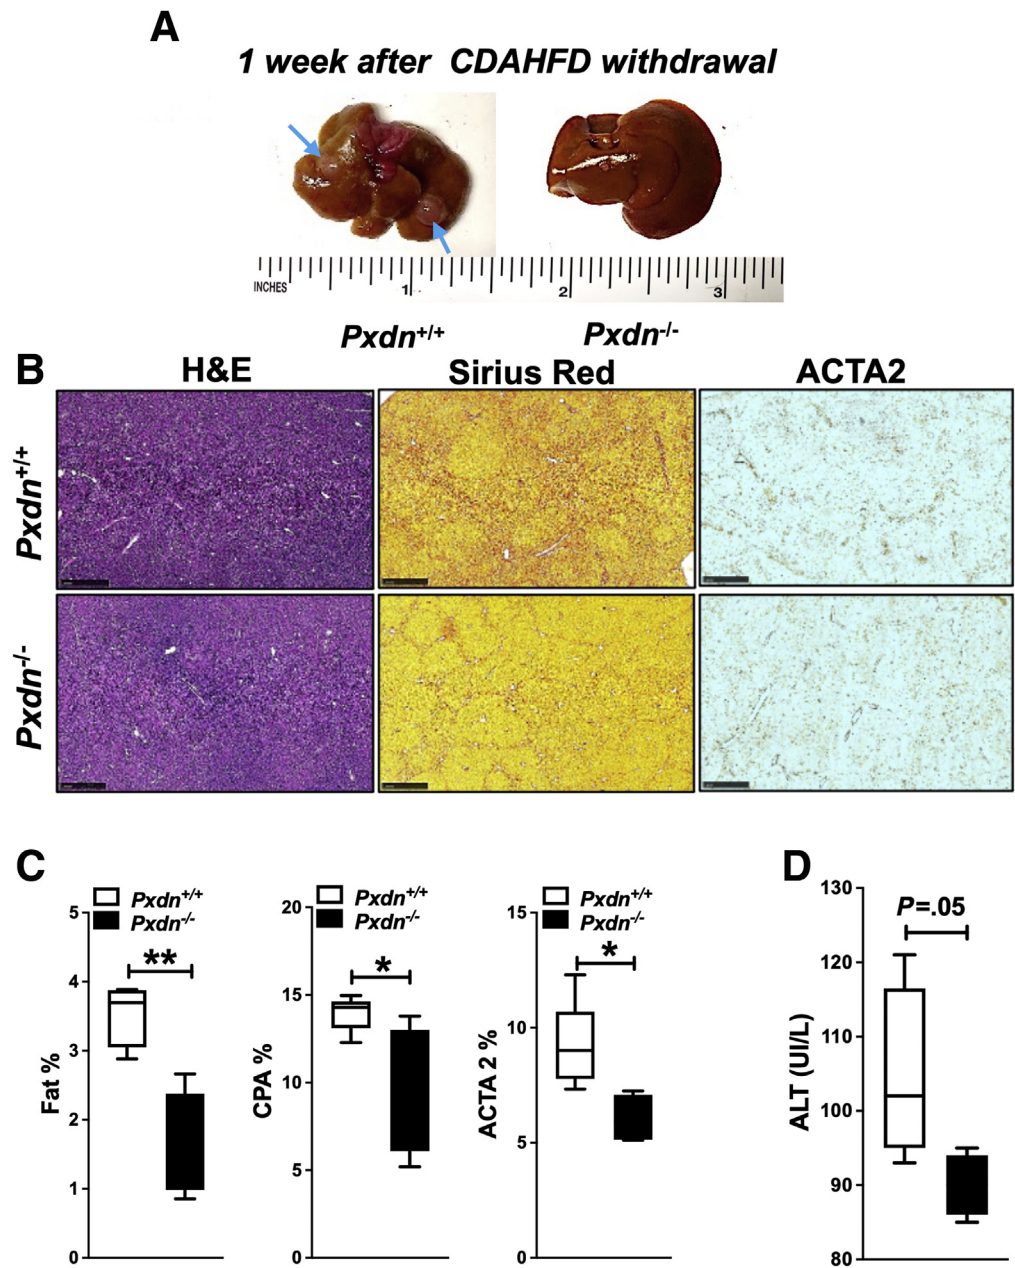 A
1 week after CDAHFD withdrawal
INCHES 1 2 3
Pxdn+/+ Pxdn-/-
B
H&E Sirius Red ACTA2
Pxdn+/+
Pxdn-/-
C
Pxdn+/+
Pxdn-/-
5
4
3
2
1
0
Fat %
**
Pxdn+/+
Pxdn-/-
20
15
10
5
0
CPA %
*
Pxdn+/+
Pxdn-/-
15
10
5
0
ACTA 2 %
*
D
130
120
110
100
90
80
ALT (UI/L)
P=.05